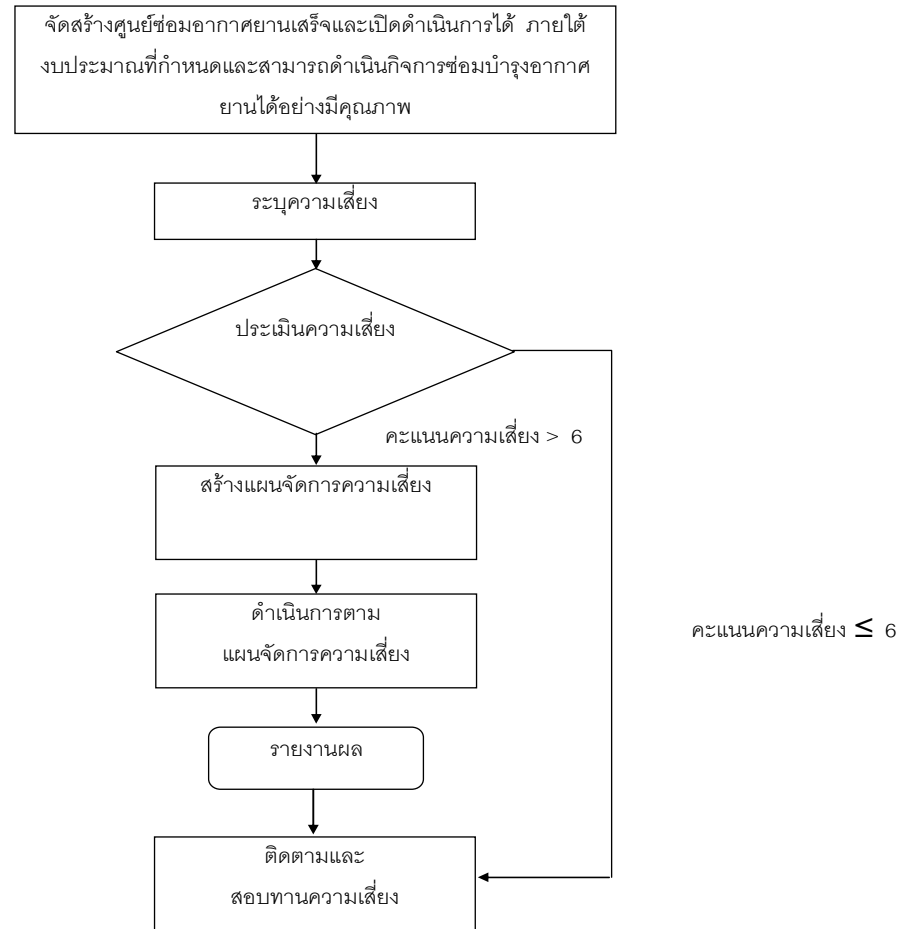 จัดสร้างศูนย์ซ่อมอากาศยานเสร็จและเปิดดำเนินการได้ ภายใต้
งบประมาณที่กำหนดและสามารถดำเนินกิจการซ่อมบำรุงอากาศ
ยานได้อย่างมีคุณภาพ
ระบุความเสี่ยง
ประเมินความเสี่ยง
คะแนนความเสี่ยง > 6
สร้างแผนจัดการความเสี่ยง
ดำเนินการตาม
แผนจัดการความเสี่ยง
คะแนนความเสี่ยง ≤ 6
รายงานผล
ติดตามและ
สอบทานความเสี่ยง